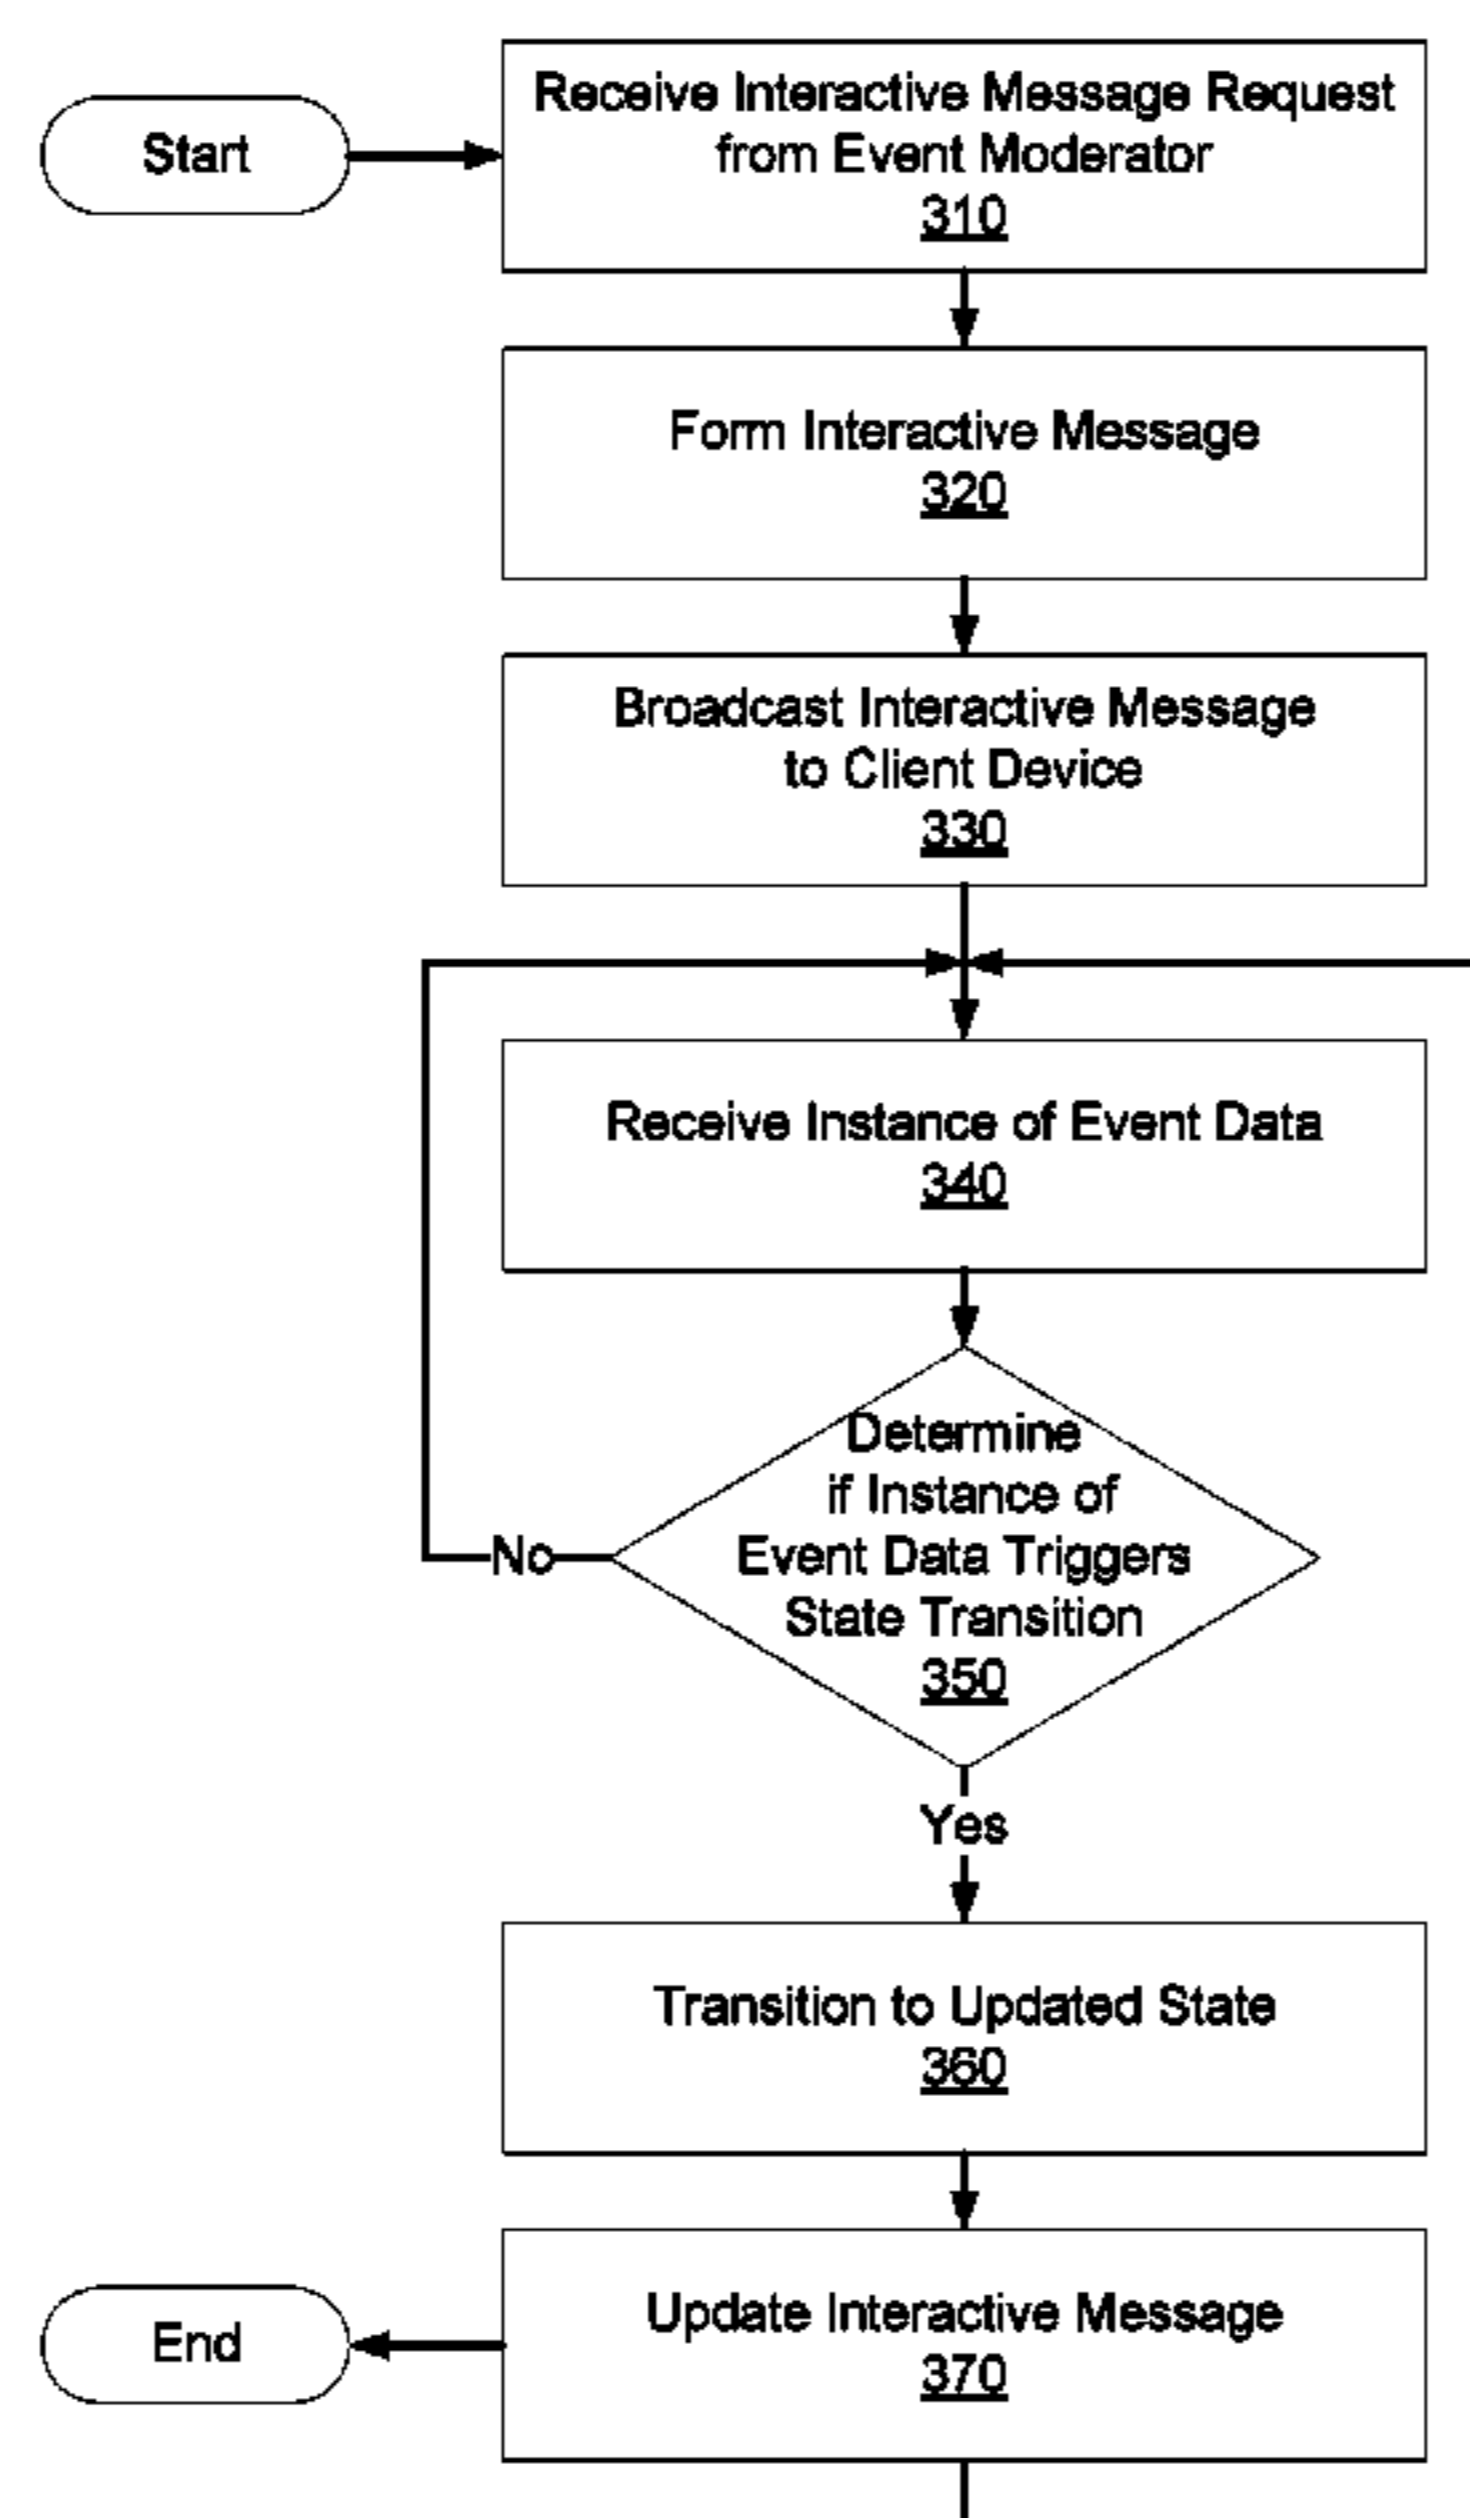 Start
Receive Interactive Message Request
from Event Moderator
310
Form Interactive Message
320
Broadcast Interactive Message
to Client Device
330
Receive Instance of Event Data
340
Determine
if Instance of
Event Data Triggers
State Transition
350
No
Yes
Transition to Updated State
360
Update Interactive Message
370
End